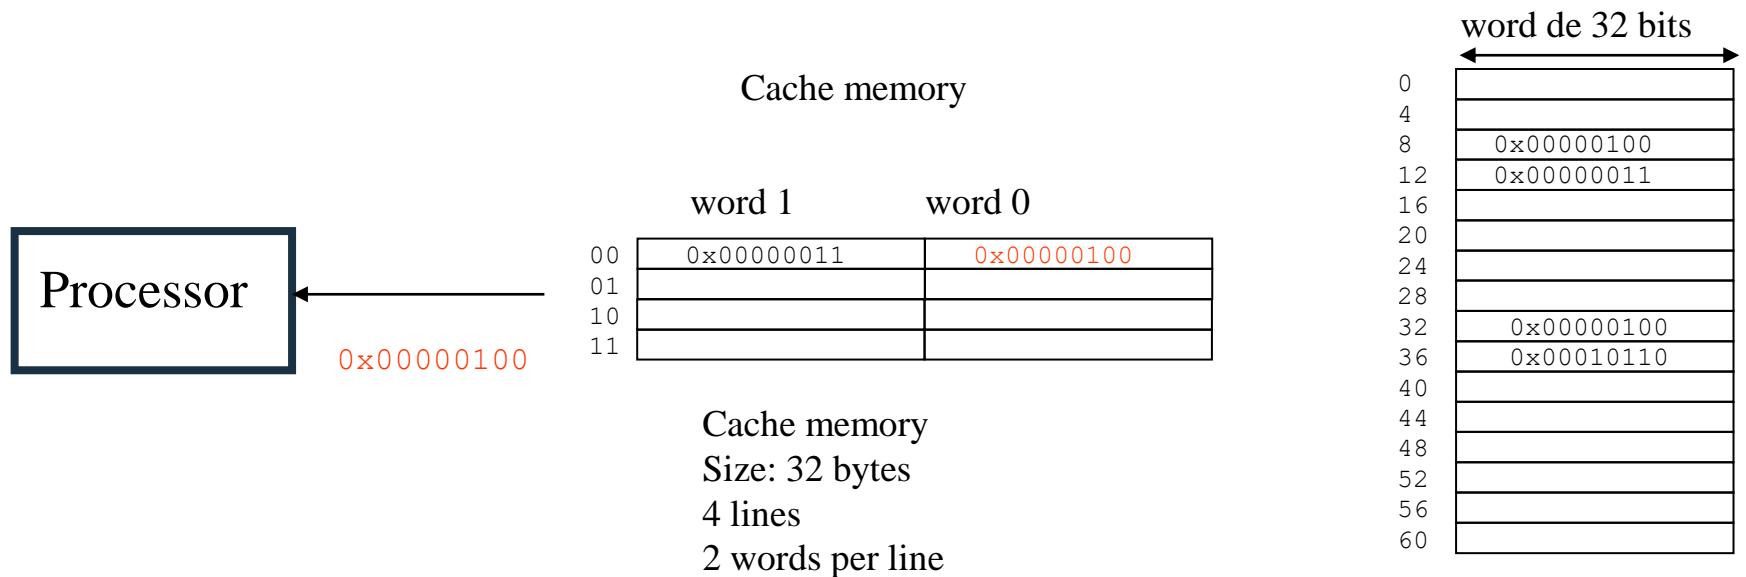 word de 32 bits
Cache memory
word 1 word 0
Processor
0x00000100
00 0x00000011 0x00000100
01
10
11
Cache memory
Size: 32 bytes
4 lines
2 words per line
0
4
8 0x00000100
12 0x00000011
16
20
24
28
32 0x00000100
36 0x00010110
40
44
48
52
56
60